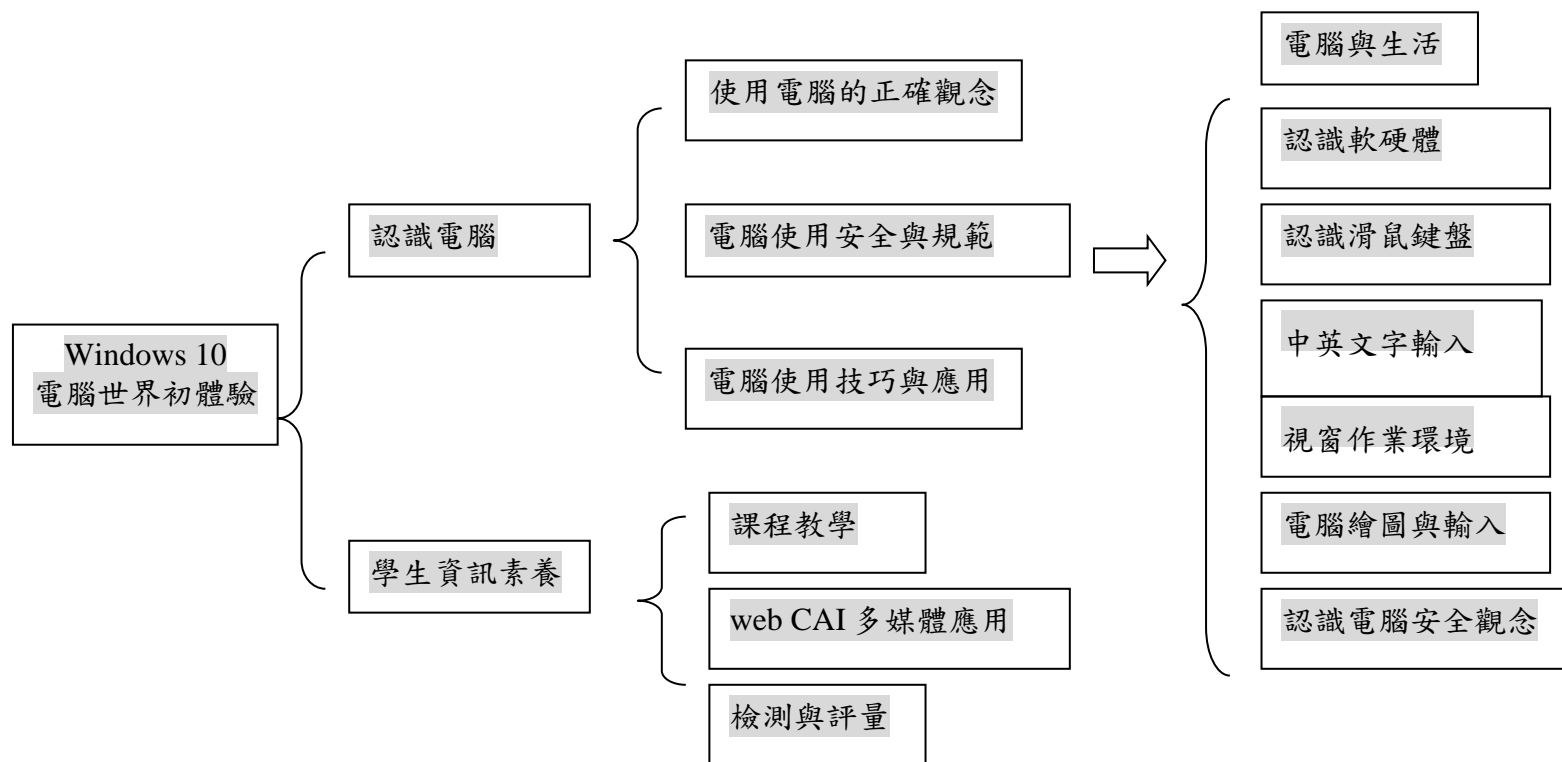 Windows 10
電腦世界初體驗
認識電腦
使用電腦的正確觀念
電腦使用安全與規範
電腦使用技巧與應用
學生資訊素養
課程教學
web CAI 多媒體應用
檢測與評量
電腦與生活
認識軟硬體
認識滑鼠鍵盤
中英文字輸入
視窗作業環境
電腦繪圖與輸入
認識電腦安全觀念